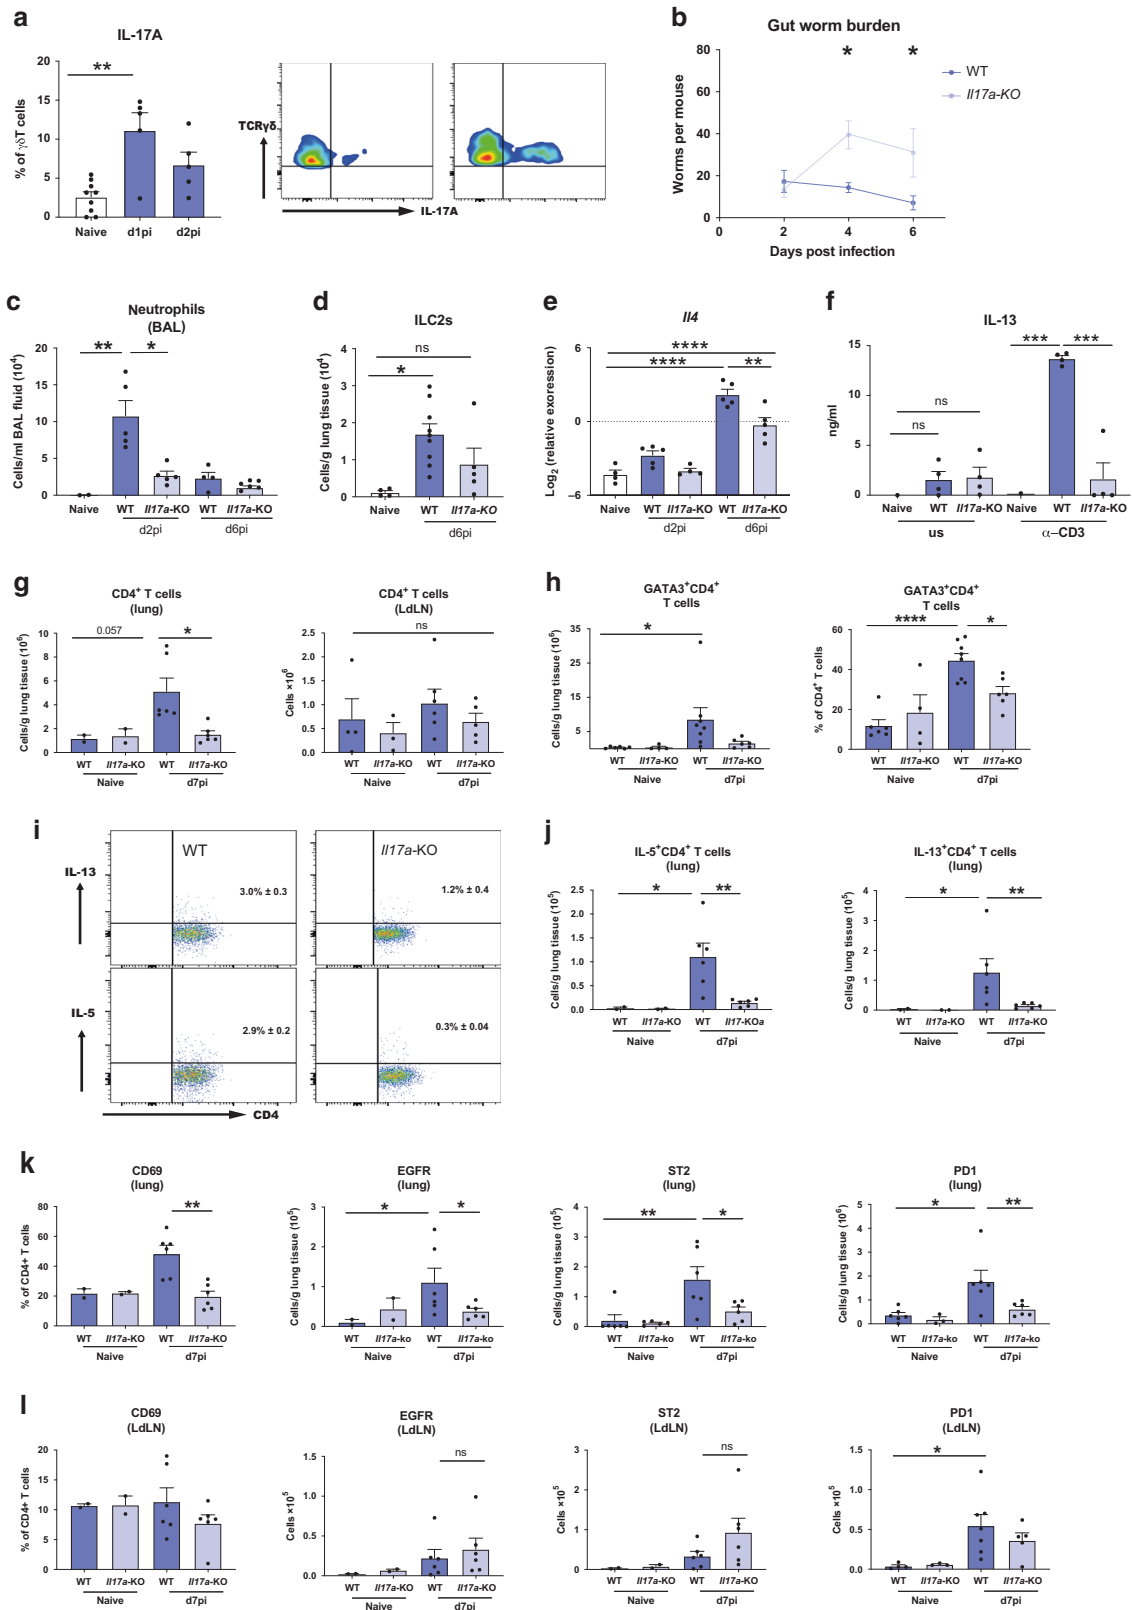 a
IL-17A
% of γδT cells
20
15
10
5
0
**
Naive
d1pi
d2pi
TCRγδ
IL-17A
b
Gut worm burden
Worms per mouse
80
60
40
20
0
*
*
WT
Il17a-KO
0
2
4
6
Days post infection
c
Neutrophils
(BAL)
Cells/ml BAL fluid (10⁴)
20
15
10
5
0
**
*
Naive
WT
Il17a-KO
WT
Il17a-KO
d2pi
d6pi
d
ILC2s
Cells/g lung tissue (10⁴)
4
3
2
1
0
ns
*
Naive
WT
Il17a-KO
d6pi
e
Il4
Log₂ (relative exoression)
6
0
−6
****
****
**
Naive
WT
Il17a-KO
WT
Il17a-KO
d2pi
d6pi
f
IL-13
ng/ml
15
10
5
0
ns
ns
***
***
Naive
WT
Il17a-KO
Naive
WT
Il17a-KO
us
α−CD3
g
CD4⁺ T cells
(lung)
Cells/g lung tissue (10⁶)
10
8
6
4
2
0
0.057
*
WT
Il17a-KO
WT
Il17a-KO
Naive
d7pi
CD4⁺ T cells
(LdLN)
Cells ×10⁶
2.5
2.0
1.5
1.0
0.5
0.0
ns
WT
Il17a-KO
WT
Il17a-KO
Naive
d7pi
h
GATA3⁺CD4⁺
T cells
Cells/g lung tissue (10⁶)
35
25
15
5
*
WT
Il17a-KO
WT
Il17a-KO
Naive
d7pi
GATA3⁺CD4⁺
T cells
% of CD4⁺ T cells
60
40
20
0
****
*
WT
Il17a-KO
WT
Il17a-KO
Naive
d7pi
i
WT
Il17a-KO
IL-13
3.0% ± 0.3
1.2% ± 0.4
IL-5
2.9% ± 0.2
0.3% ± 0.04
CD4
j
IL-5⁺CD4⁺ T cells
(lung)
Cells/g lung tissue (10⁵)
2.5
2.0
1.5
1.0
0.5
0.0
*
**
WT
Il17a-KO
WT
Il17-KOa
Naive
d7pi
IL-13⁺CD4⁺ T cells
(lung)
Cells/g lung tissue (10⁵)
5
4
3
2
1
0
*
**
WT
Il17a-KO
WT
Il17a-KO
Naive
d7pi
k
CD69
(lung)
% of CD4+ T cells
80
60
40
20
0
**
WT
Il17a-KO
WT
Il17a-KO
Naive
d7pi
EGFR
(lung)
Cells/g lung tissue (10⁵)
3
2
1
0
*
*
WT
Il17a-ko
WT
Il17a-ko
Naive
d7pi
ST2
(lung)
Cells/g lung tissue (10⁵)
4
3
2
1
0
**
*
WT
Il17a-ko
WT
Il17a-ko
Naive
d7pi
PD1
(lung)
Cells/g lung tissue (10⁶)
5
4
3
2
1
0
*
**
WT
Il17a-KO
WT
Il17a-KO
Naive
d7pi
l
CD69
(LdLN)
% of CD4+ T cells
20
15
10
5
0
WT
Il17a-KO
WT
Il17a-KO
Naive
d7pi
EGFR
(LdLN)
Cells ×10⁵
1.5
1.0
0.5
0.0
ns
WT
Il17a-KO
WT
Il17a-KO
Naive
d7pi
ST2
(LdLN)
Cells ×10⁵
3
2
1
0
ns
WT
Il17a-KO
WT
Il17a-KO
Naive
d7pi
PD1
(LdLN)
Cells ×10⁵
1.5
1.0
0.5
0.0
*
WT
Il17a-KO
WT
Il17a-KO
Naive
d7pi